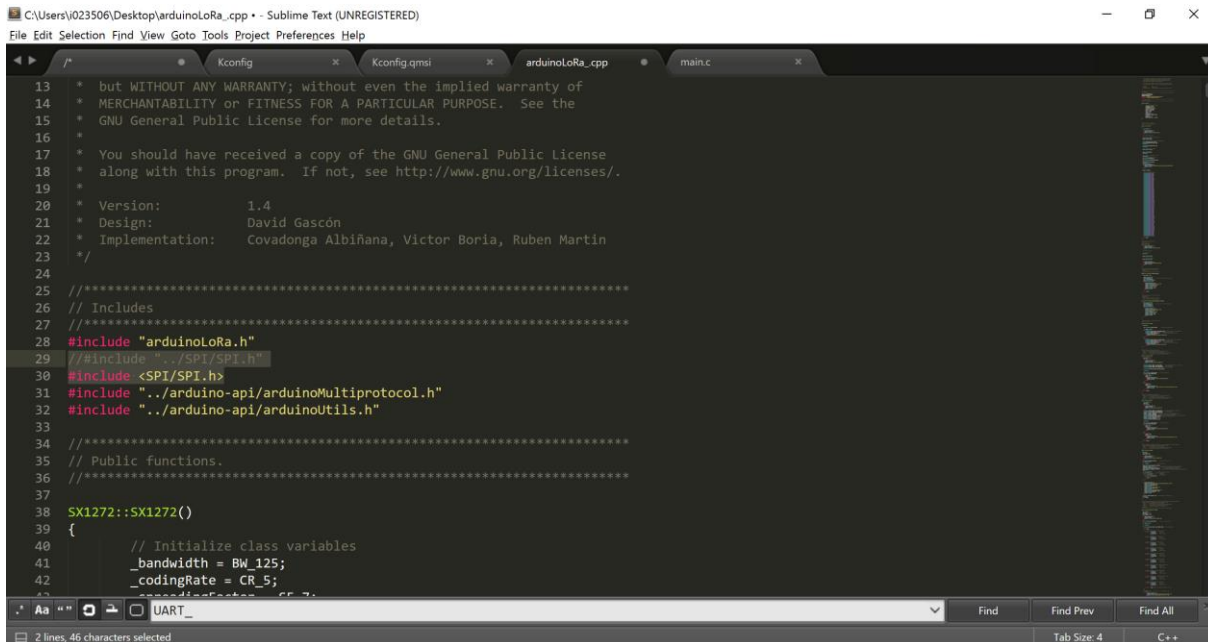 C:\Users\i023506\Desktop\arduinoLoRa_.cpp • - Sublime Text (UNREGISTERED)
File Edit Selection Find View Goto Tools Project Preferences Help
/* Kconfig Kconfig.qmsi arduinoLoRa_.cpp main.c
13 * but WITHOUT ANY WARRANTY; without even the implied warranty of
14 * MERCHANTABILITY or FITNESS FOR A PARTICULAR PURPOSE. See the
15 * GNU General Public License for more details.
16 *
17 * You should have received a copy of the GNU General Public License
18 * along with this program. If not, see http://www.gnu.org/licenses/.
19 *
20 * Version: 1.4
21 * Design: David Gascón
22 * Implementation: Covadonga Albiñana, Victor Boria, Ruben Martin
23 */
24
25 //**********************************************************************
26 // Includes
27 //**********************************************************************
28 #include "arduinoLoRa.h"
29 //#include "../SPI/SPI.h"
30 #include <SPI/SPI.h>
31 #include "../arduino-api/arduinoMultiprotocol.h"
32 #include "../arduino-api/arduinoUtils.h"
33
34 //**********************************************************************
35 // Public functions.
36 //**********************************************************************
37
38 SX1272::SX1272()
39 {
40 // Initialize class variables
41 _bandwidth = BW_125;
42 _codingRate = CR_5;
.* Aa “” UART_ Find Find Prev Find All
2 lines, 46 characters selected Tab Size: 4 C++